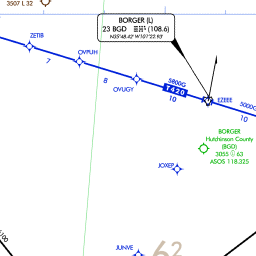 3507 L 32
BORGER (L)
23 BGD (108.6)
N35°48.42' W101°22.93'
ZETIB
OVPUH
7
8
OVUGY
5800G
T420
10
EZEEE
5000G
10
BORGER
Hutchinson County
(BGD)
3055 63
ASOS 118.325
JOXEP
JUNVE
62